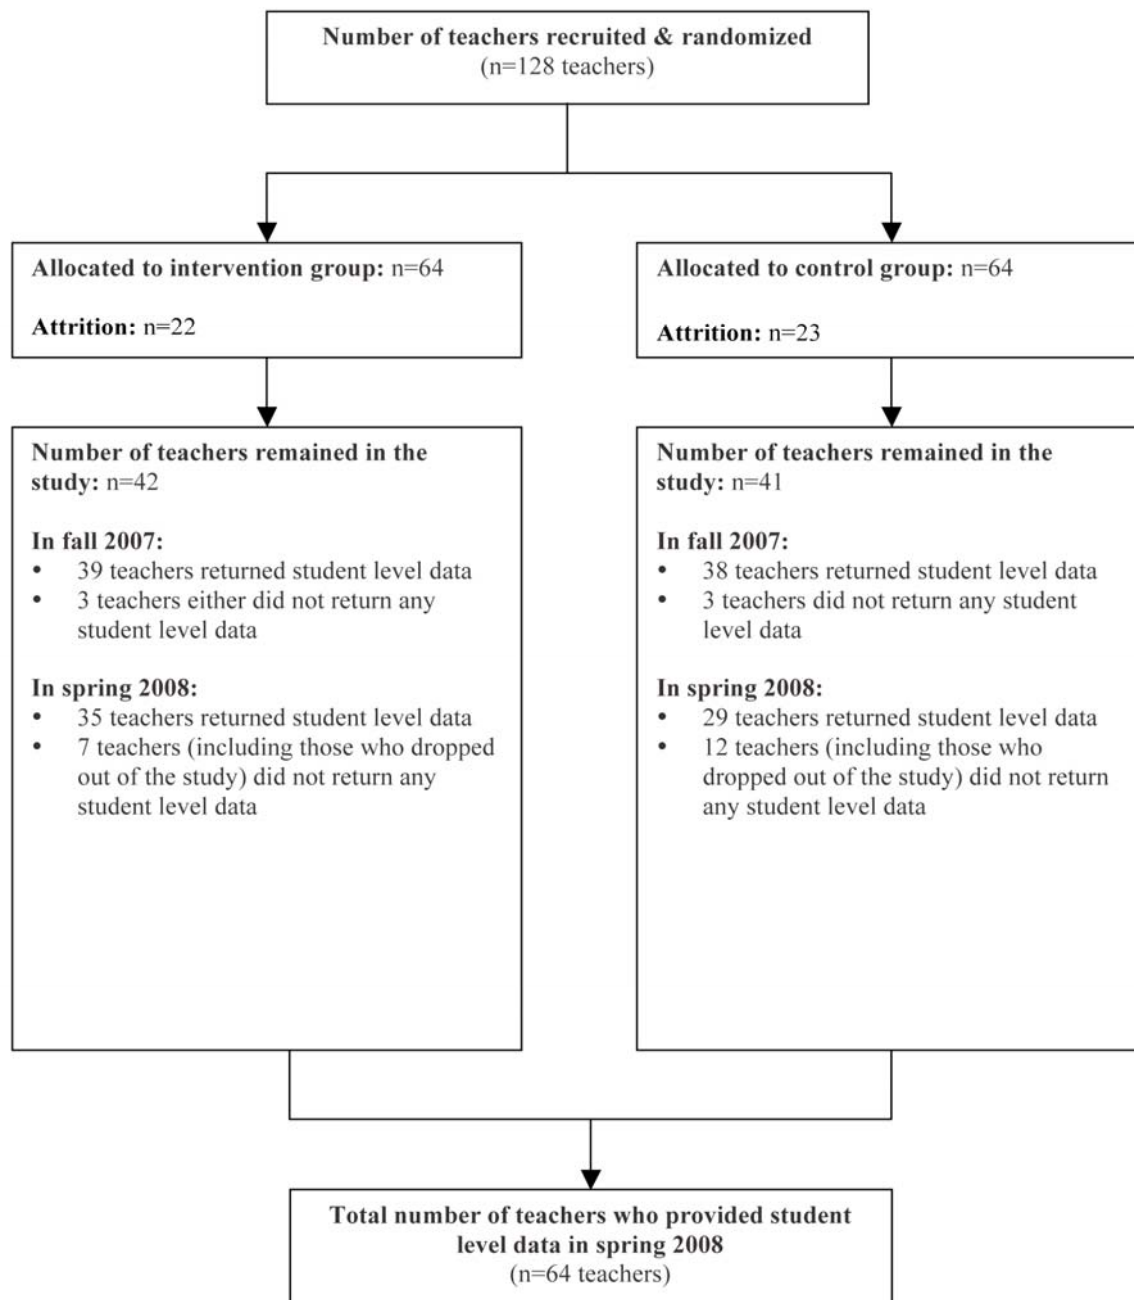 Number of teachers recruited & randomized
(n=128 teachers)
Allocated to intervention group: n=64
Attrition: n=22
Allocated to control group: n=64
Attrition: n=23
Number of teachers remained in the
study: n=42
In fall 2007:
• 39 teachers returned student level data
• 3 teachers either did not return any
student level data
In spring 2008:
• 35 teachers returned student level data
• 7 teachers (including those who dropped
out of the study) did not return any
student level data
Number of teachers remained in the
study: n=41
In fall 2007:
• 38 teachers returned student level data
• 3 teachers did not return any student
level data
In spring 2008:
• 29 teachers returned student level data
• 12 teachers (including those who
dropped out of the study) did not return
any student level data
Total number of teachers who provided student
level data in spring 2008
(n=64 teachers)